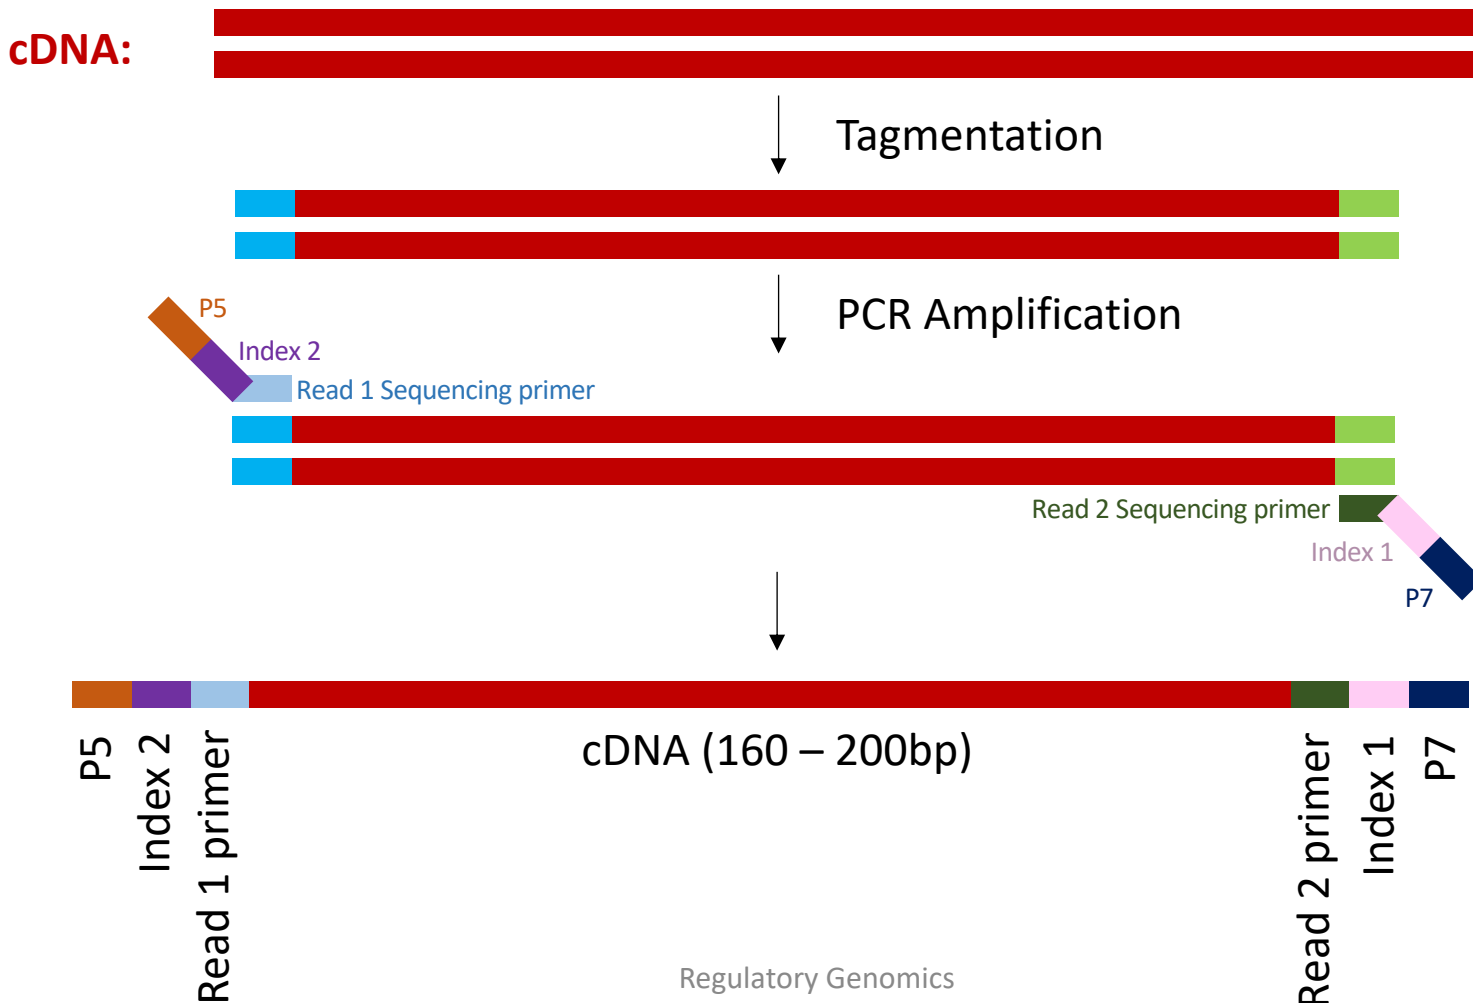 cDNA:
Tagmentation
PCR Amplification
P5
Index 2
Read 1 Sequencing primer
Read 2 Sequencing primer
Index 1
P7
P5
Index 2
Read 1 primer
cDNA (160 – 200bp)
Read 2 primer
Index 1
P7
Regulatory Genomics